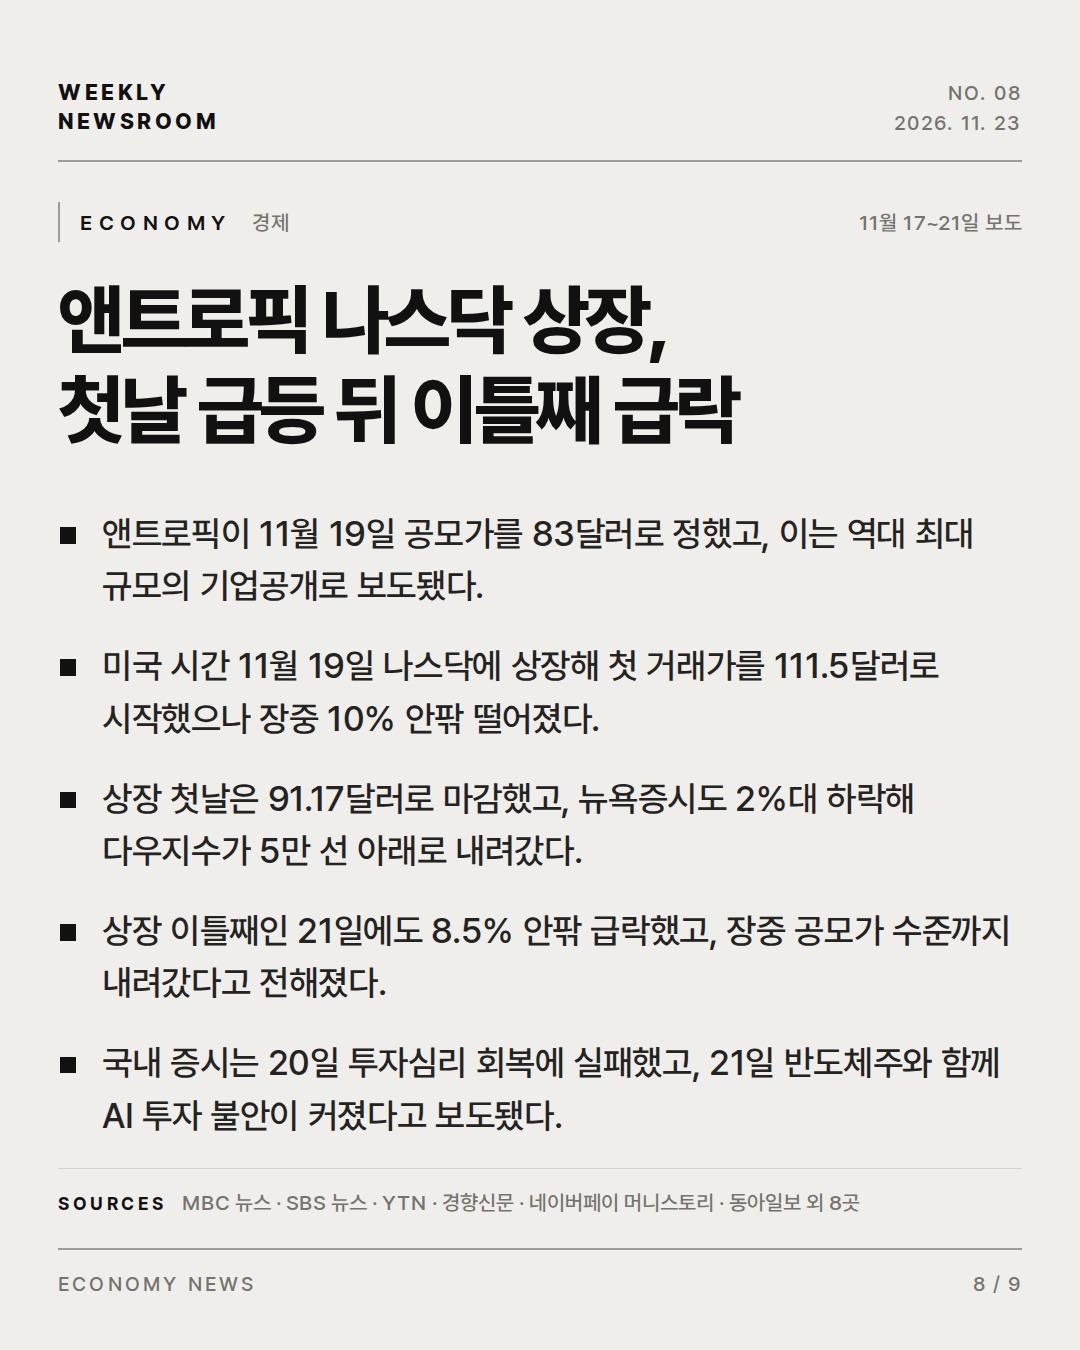 WEEKLY
NEWSROOM
NO. 08
2026. 11. 23
ECONOMY 경제
11월 17~21일 보도
앤트로픽 나스닥 상장,
첫날 급등 뒤 이틀째 급락
■ 앤트로픽이 11월 19일 공모가를 83달러로 정했고, 이는 역대 최대
규모의 기업공개로 보도됐다.
■ 미국 시간 11월 19일 나스닥에 상장해 첫 거래가를 111.5달러로
시작했으나 장중 10% 안팎 떨어졌다.
■ 상장 첫날은 91.17달러로 마감했고, 뉴욕증시도 2%대 하락해
다우지수가 5만 선 아래로 내려갔다.
■ 상장 이틀째인 21일에도 8.5% 안팎 급락했고, 장중 공모가 수준까지
내려갔다고 전해졌다.
■ 국내 증시는 20일 투자심리 회복에 실패했고, 21일 반도체주와 함께
AI 투자 불안이 커졌다고 보도됐다.
SOURCES MBC 뉴스 · SBS 뉴스 · YTN · 경향신문 · 네이버페이 머니스토리 · 동아일보 외 8곳
ECONOMY NEWS
8 / 9